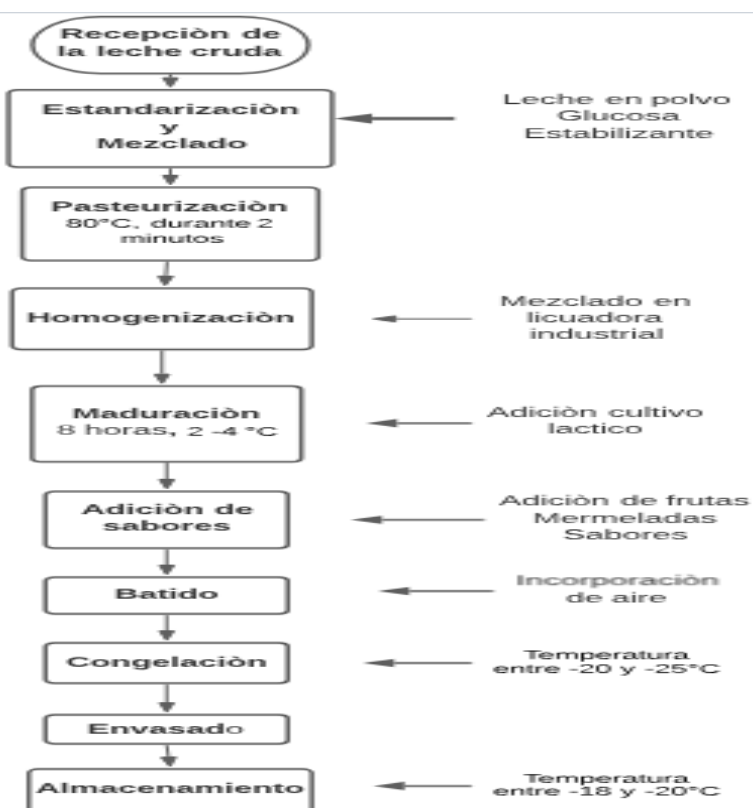 Recepciòn de
la leche cruda
Estandarizaciòn
y
Mezclado
Leche en polvo
Glucosa
Estabilizante
Pasteurizaciòn
80°C, durante 2
minutos
Homogenizaciòn
Mezclado en
licuadora
industrial
Maduraciòn
8 horas, 2 -4 °C
Adiciòn cultivo
lactico
Adiciòn de
sabores
Adiciòn de frutas
Mermeladas
Sabores
Batido
Incorporaciòn
de aire
Congelaciòn
Temperatura
entre -20 y -25°C
Envasado
Almacenamiento
Temperatura
entre -18 y -20°C